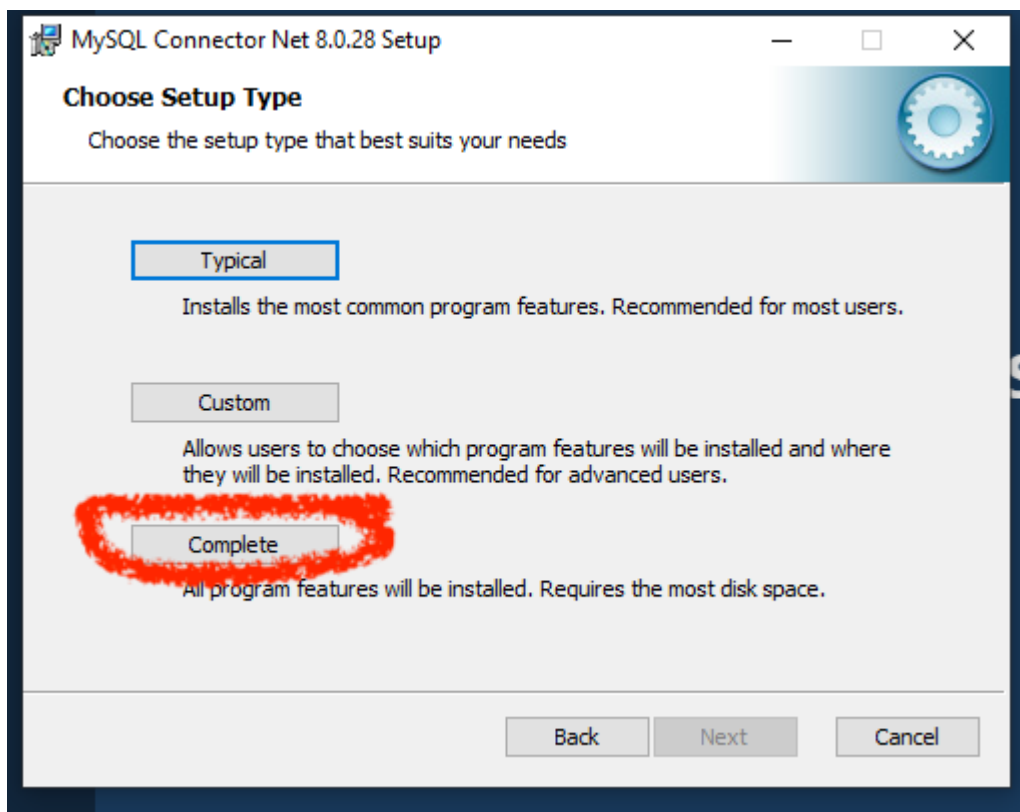 MySQL Connector Net 8.0.28 Setup
Choose Setup Type
Choose the setup type that best suits your needs
Typical
Installs the most common program features. Recommended for most users.
Custom
Allows users to choose which program features will be installed and where
they will be installed. Recommended for advanced users.
Complete
All program features will be installed. Requires the most disk space.
Back
Next
Cancel